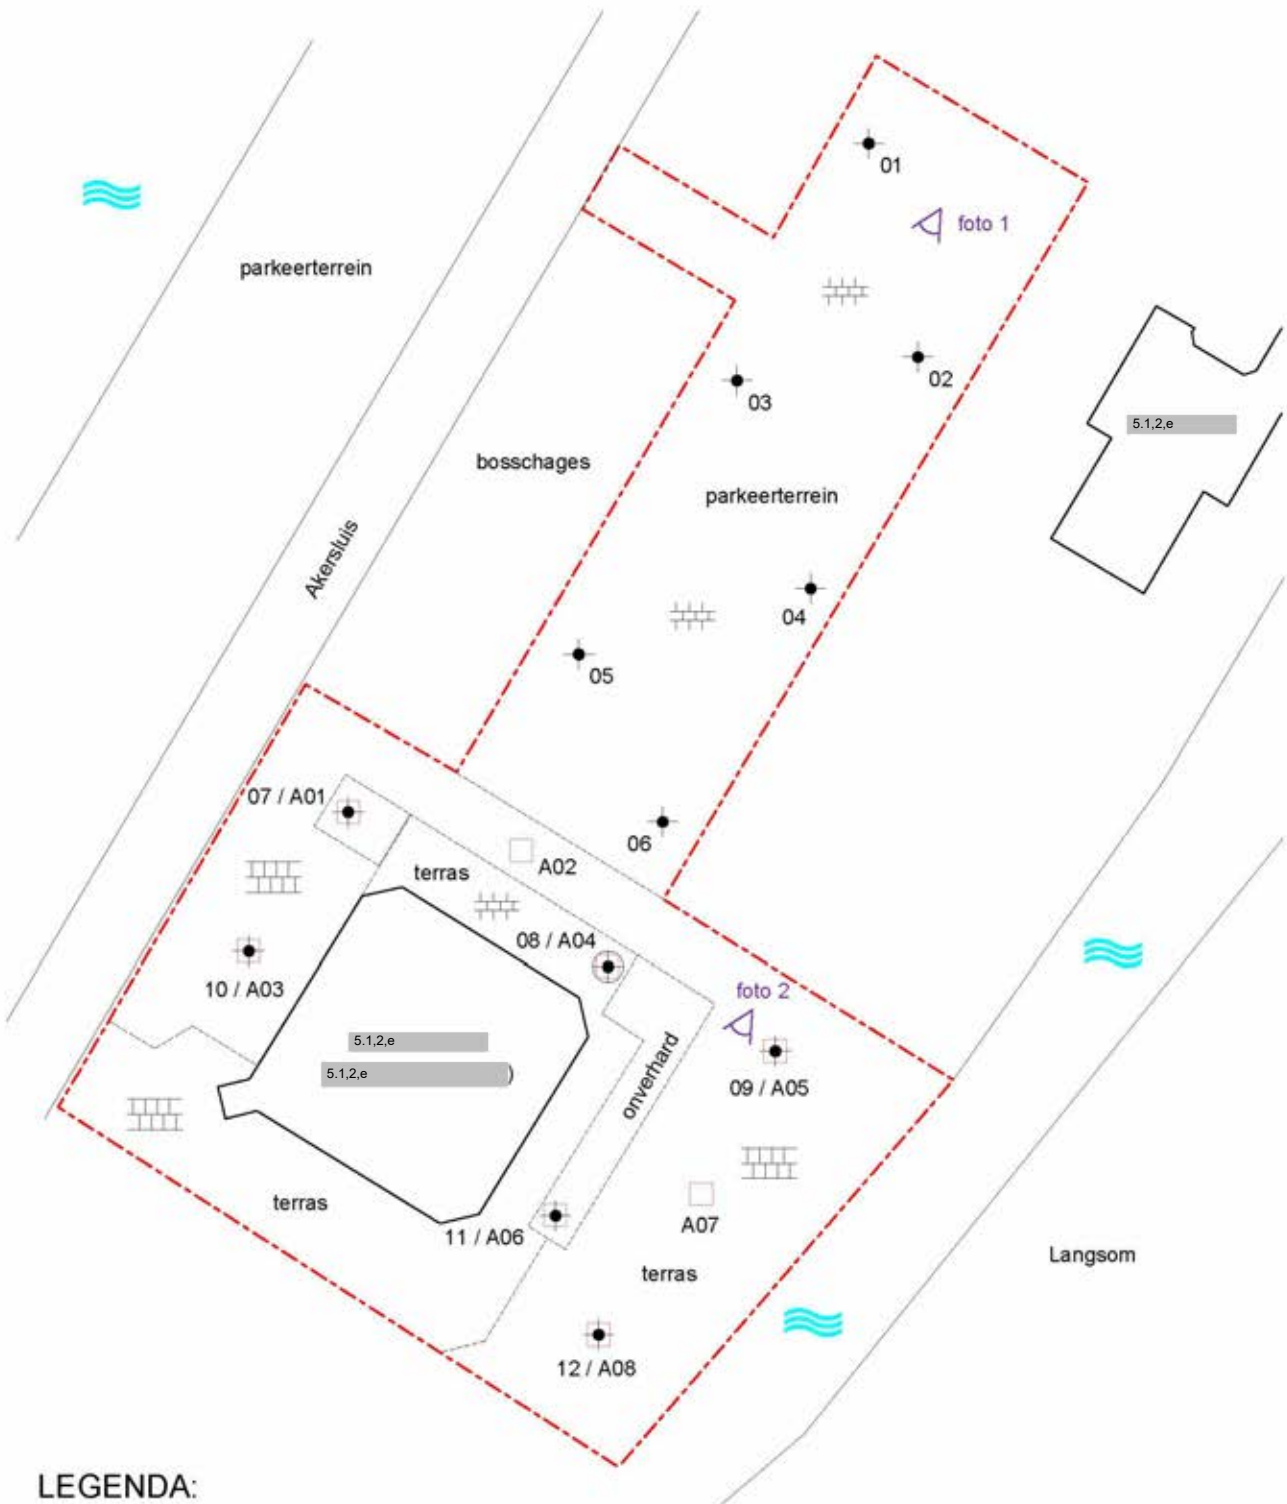 01
foto 1
parkeerterrein
02
03
5.1,2,e
bosschages
parkeerterrein
Akersluis
04
05
07 / A01
06
A02
terras
08 / A04
10 / A03
foto 2
5.1,2,e
5.1,2,e )
onverhard
09 / A05
terras
A07
11 / A06
Langsom
terras
12 / A08
LEGENDA: